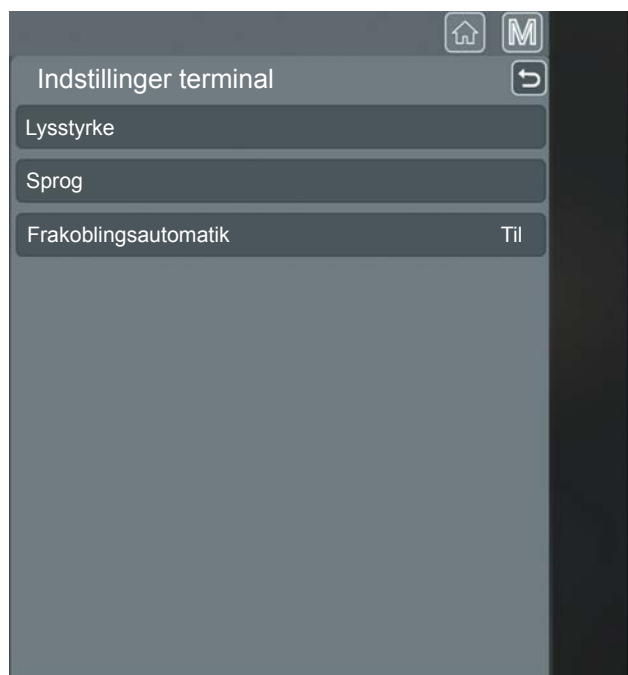 M
Indstillinger terminal
Lysstyrke
Sprog
Frakoblingsautomatik Til